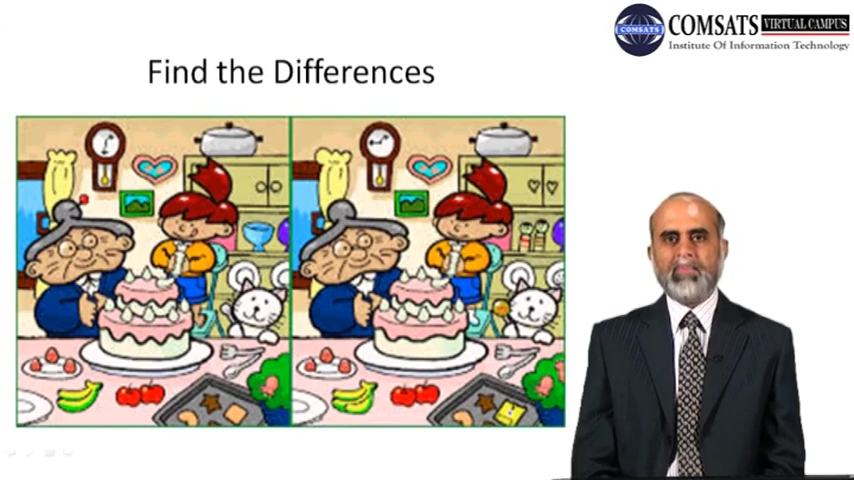 COMSATS VIRTUAL CAMPUS
Institute Of Information Technology
COMSATS
Find the Differences